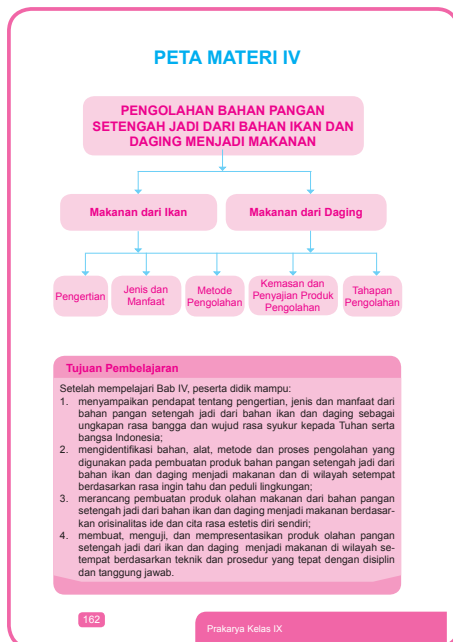 PETA MATERI IV
PENGOLAHAN BAHAN PANGAN
SETENGAH JADI DARI BAHAN IKAN DAN
DAGING MENJADI MAKANAN
Makanan dari Ikan
Makanan dari Daging
Pengertian
Jenis dan
Manfaat
Metode
Pengolahan
Kemasan dan
Penyajian Produk
Pengolahan
Tahapan
Pengolahan
Tujuan Pembelajaran
Setelah mempelajari Bab IV, peserta didik mampu:
1. menyampaikan pendapat tentang pengertian, jenis dan manfaat dari
bahan pangan setengah jadi dari bahan ikan dan daging sebagai
ungkapan rasa bangga dan wujud rasa syukur kepada Tuhan serta
bangsa Indonesia;
2. mengidentifikasi bahan, alat, metode dan proses pengolahan yang
digunakan pada pembuatan produk bahan pangan setengah jadi dari
bahan ikan dan daging menjadi makanan dan di wilayah setempat
berdasarkan rasa ingin tahu dan peduli lingkungan;
3. merancang pembuatan produk olahan makanan dari bahan pangan
setengah jadi dari bahan ikan dan daging menjadi makanan berdasar-
kan orisinalitas ide dan cita rasa estetis diri sendiri;
4. membuat, menguji, dan mempresentasikan produk olahan pangan
setengah jadi dari ikan dan daging menjadi makanan di wilayah se-
tempat berdasarkan teknik dan prosedur yang tepat dengan disiplin
dan tanggung jawab.
162
Prakarya Kelas IX